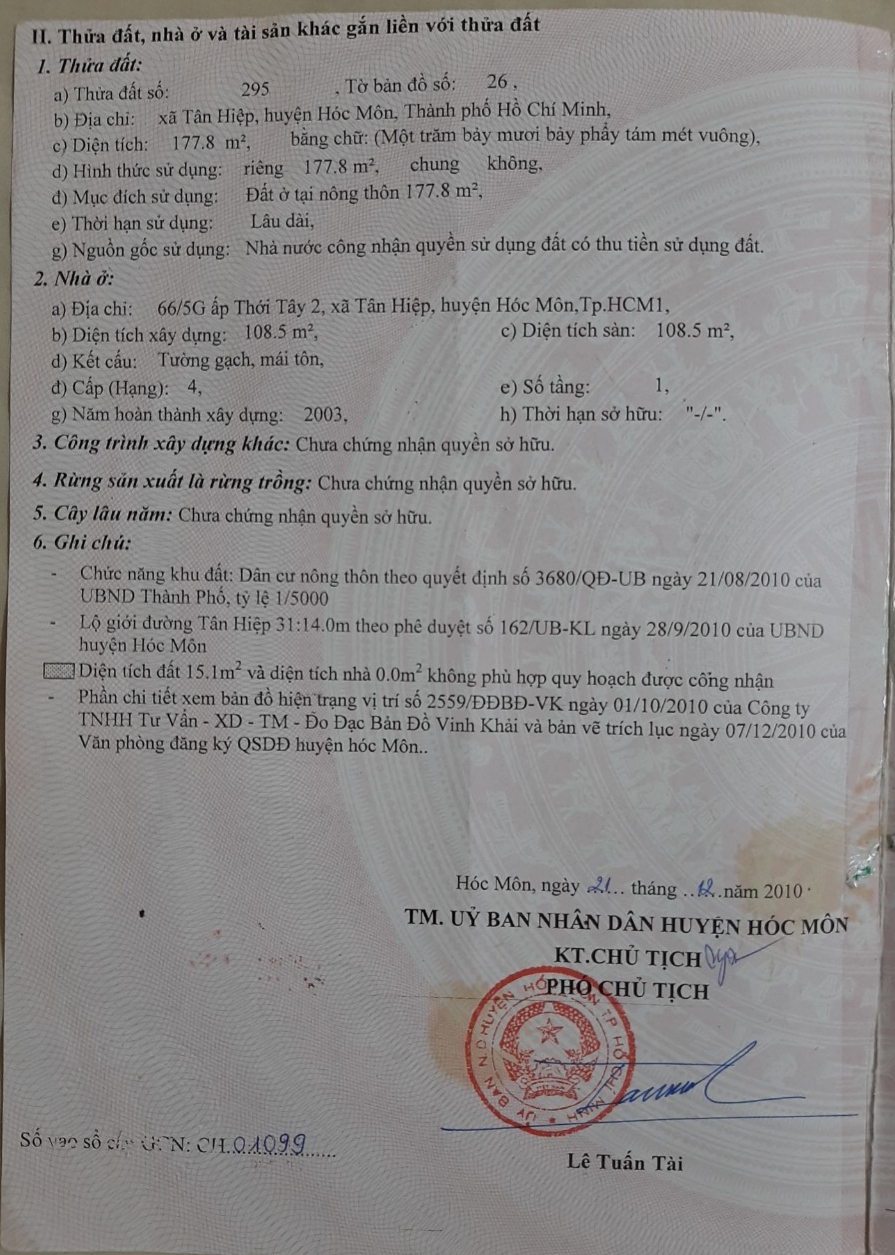 II. Thửa đất, nhà ở và tài sản khác gắn liền với thửa đất
1. Thửa đất:
a) Thửa đất số: 295 , Tờ bản đồ số: 26 ,
b) Địa chỉ: xã Tân Hiệp, huyện Hóc Môn, Thành phố Hồ Chí Minh,
c) Diện tích: 177.8 m², bằng chữ: (Một trăm bảy mươi bảy phẩy tám mét vuông),
d) Hình thức sử dụng: riêng 177.8 m², chung không,
đ) Mục đích sử dụng: Đất ở tại nông thôn 177.8 m²,
e) Thời hạn sử dụng: Lâu dài,
g) Nguồn gốc sử dụng: Nhà nước công nhận quyền sử dụng đất có thu tiền sử dụng đất.
2. Nhà ở:
a) Địa chỉ: 66/5G ấp Thới Tây 2, xã Tân Hiệp, huyện Hóc Môn,Tp.HCM1,
b) Diện tích xây dựng: 108.5 m², c) Diện tích sàn: 108.5 m²,
d) Kết cấu: Tường gạch, mái tôn,
đ) Cấp (Hạng): 4, e) Số tầng: 1,
g) Năm hoàn thành xây dựng: 2003, h) Thời hạn sở hữu: "-/-".
3. Công trình xây dựng khác: Chưa chứng nhận quyền sở hữu.
4. Rừng sản xuất là rừng trồng: Chưa chứng nhận quyền sở hữu.
5. Cây lâu năm: Chưa chứng nhận quyền sở hữu.
6. Ghi chú:
- Chức năng khu đất: Dân cư nông thôn theo quyết định số 3680/QĐ-UB ngày 21/08/2010 của
UBND Thành Phố, tỷ lệ 1/5000
- Lộ giới đường Tân Hiệp 31:14.0m theo phê duyệt số 162/UB-KL ngày 28/9/2010 của UBND
huyện Hóc Môn
Diện tích đất 15.1m² và diện tích nhà 0.0m² không phù hợp quy hoạch được công nhận
- Phần chi tiết xem bản đồ hiện trạng vị trí số 2559/ĐĐBĐ-VK ngày 01/10/2010 của Công ty
TNHH Tư Vấn - XD - TM - Đo Đạc Bản Đồ Vinh Khải và bản vẽ trích lục ngày 07/12/2010 của
Văn phòng đăng ký QSDĐ huyện hóc Môn..
Hóc Môn, ngày 21 tháng 12 năm 2010
TM. UỶ BAN NHÂN DÂN HUYỆN HÓC MÔN
KT.CHỦ TỊCH
PHÓ CHỦ TỊCH
ỦY BAN N.D HUYỆN HÓC MÔN T.P HỒ CHÍ MINH
Số vào sổ cấp GCN: CH.01099
Lê Tuấn Tài